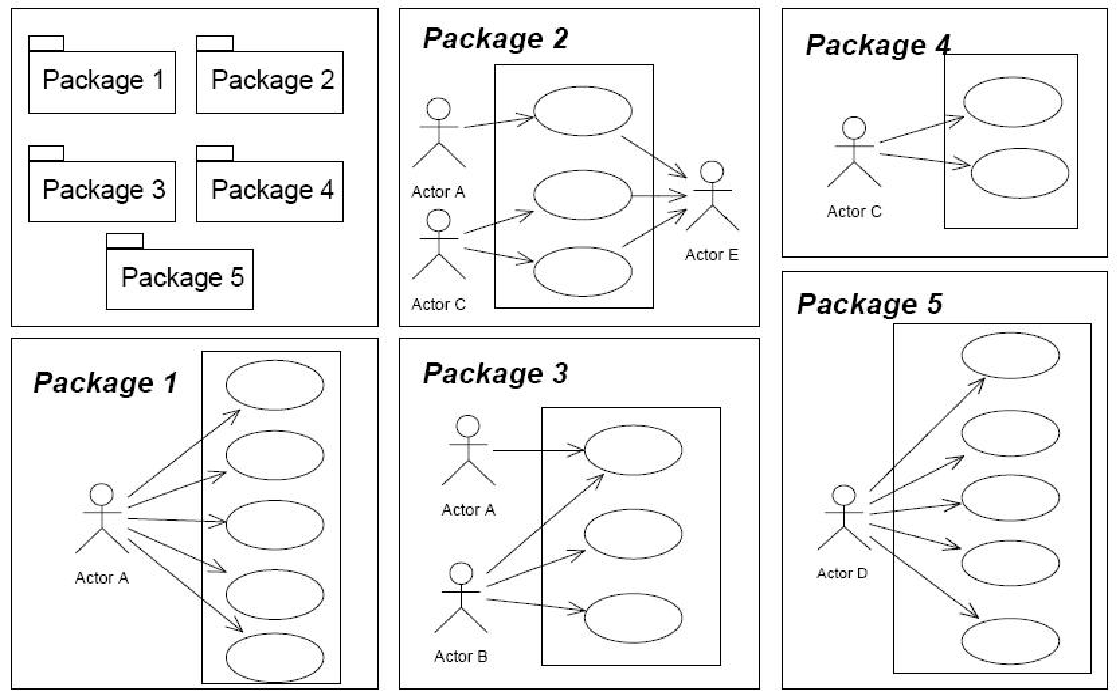 Package 1
Package 2
Package 3
Package 4
Package 5
Package 2
Actor A
Actor C
Actor E
Package 4
Actor C
Package 1
Actor A
Package 3
Actor A
Actor B
Package 5
Actor D